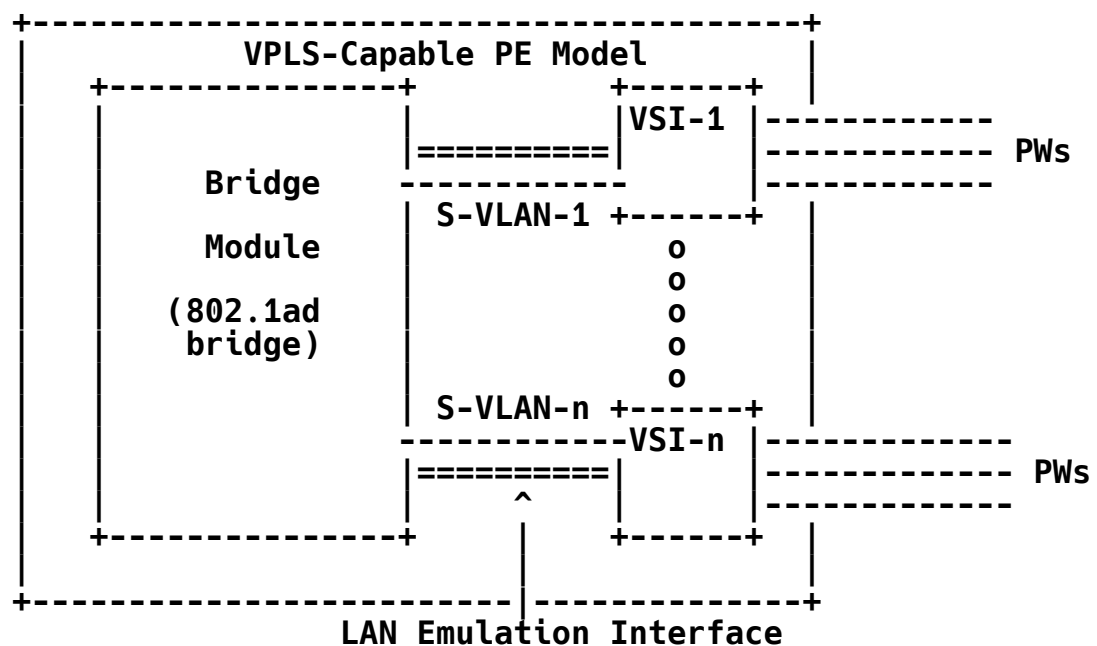 VPLS-Capable PE Model
VSI-1
PWs
Bridge
S-VLAN-1
Module
o
o
(802.1ad
o
bridge)
o
o
S-VLAN-n
VSI-n
PWs
LAN Emulation Interface